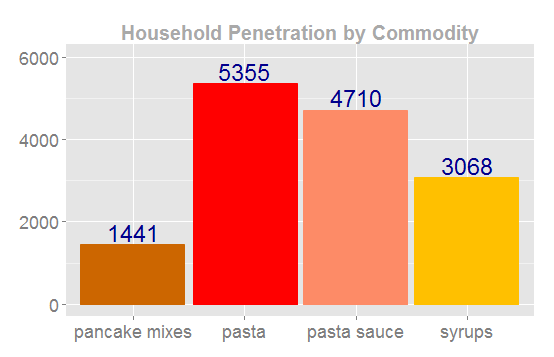 Household Penetration by Commodity
6000
4000
2000
0
1441
5355
4710
3068
pancake mixes
pasta
pasta sauce
syrups